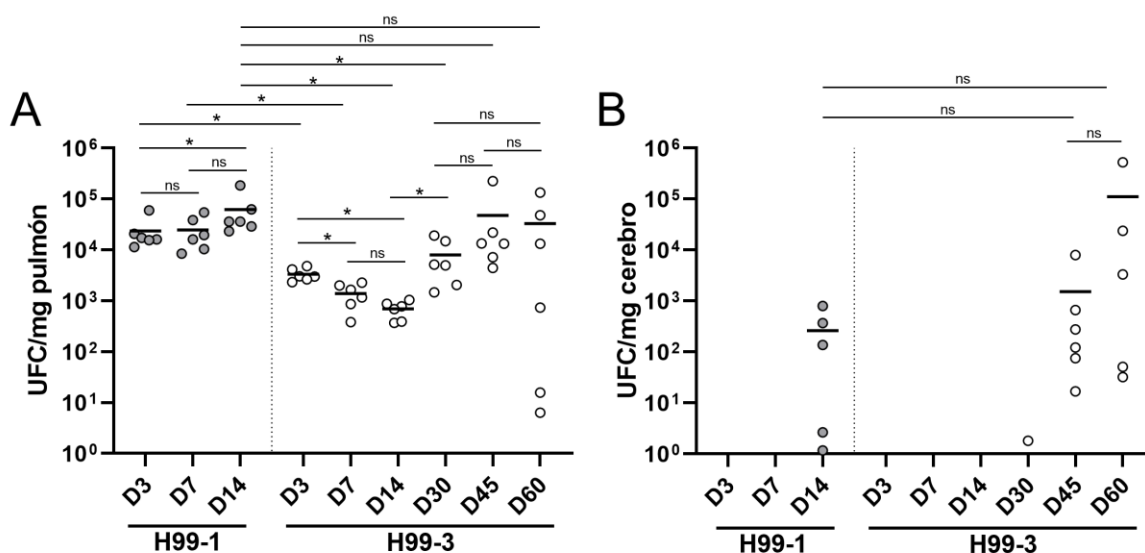 A
ns
ns
*
*
*
*
*
ns
ns
ns
ns
ns
*
*
*
ns
UFC/mg pulmón
10⁶
10⁵
10⁴
10³
10²
10¹
10⁰
D3 D7 D14 D3 D7 D14 D30 D45 D60
H99-1 H99-3
B
ns
ns
ns
UFC/mg cerebro
10⁶
10⁵
10⁴
10³
10²
10¹
10⁰
D3 D7 D14 D3 D7 D14 D30 D45 D60
H99-1 H99-3